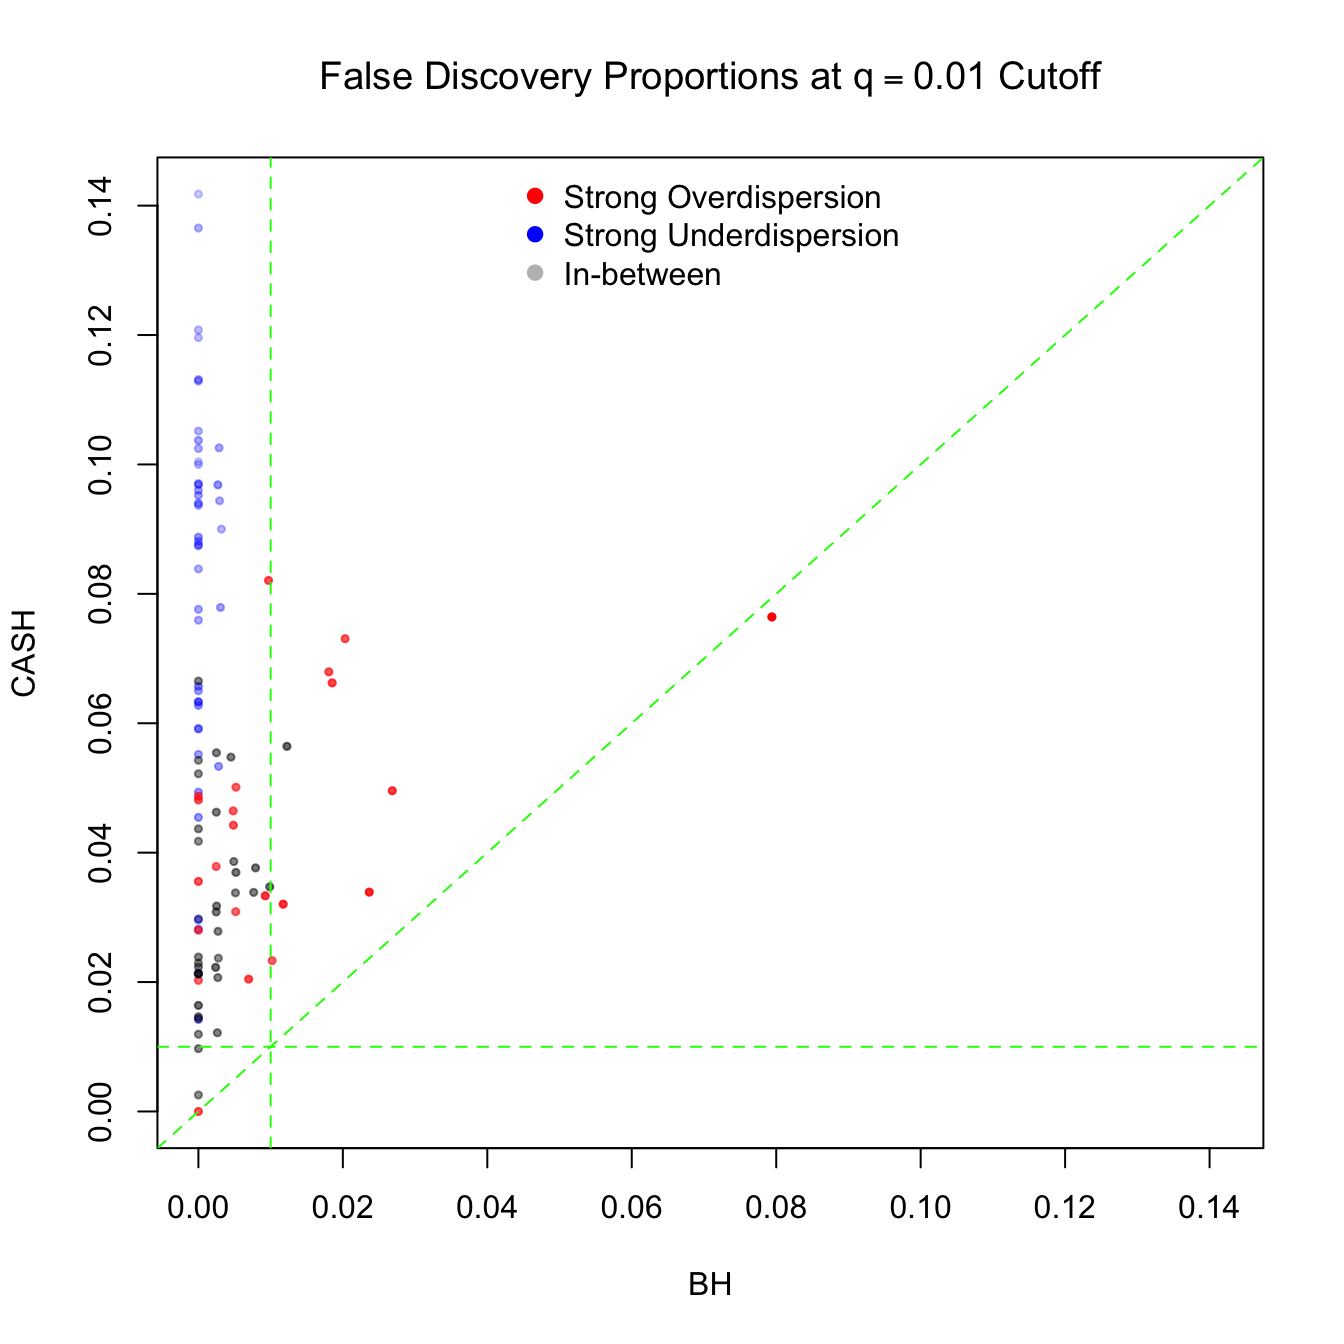 False Discovery Proportions at q = 0.01 Cutoff
Strong Overdispersion
Strong Underdispersion
In-between
CASH
0.14
0.12
0.10
0.08
0.06
0.04
0.02
0.00
0.00 0.02 0.04 0.06 0.08 0.10 0.12 0.14
BH